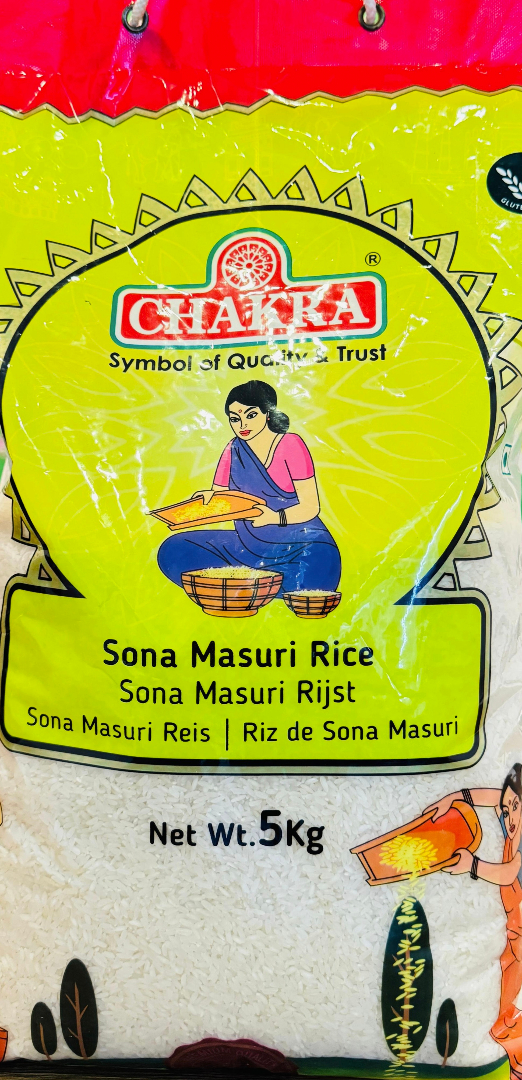 CHAKRA ®
Symbol of Quality & Trust
Sona Masuri Rice
Sona Masuri Rijst
Sona Masuri Reis | Riz de Sona Masuri
Net Wt.5Kg